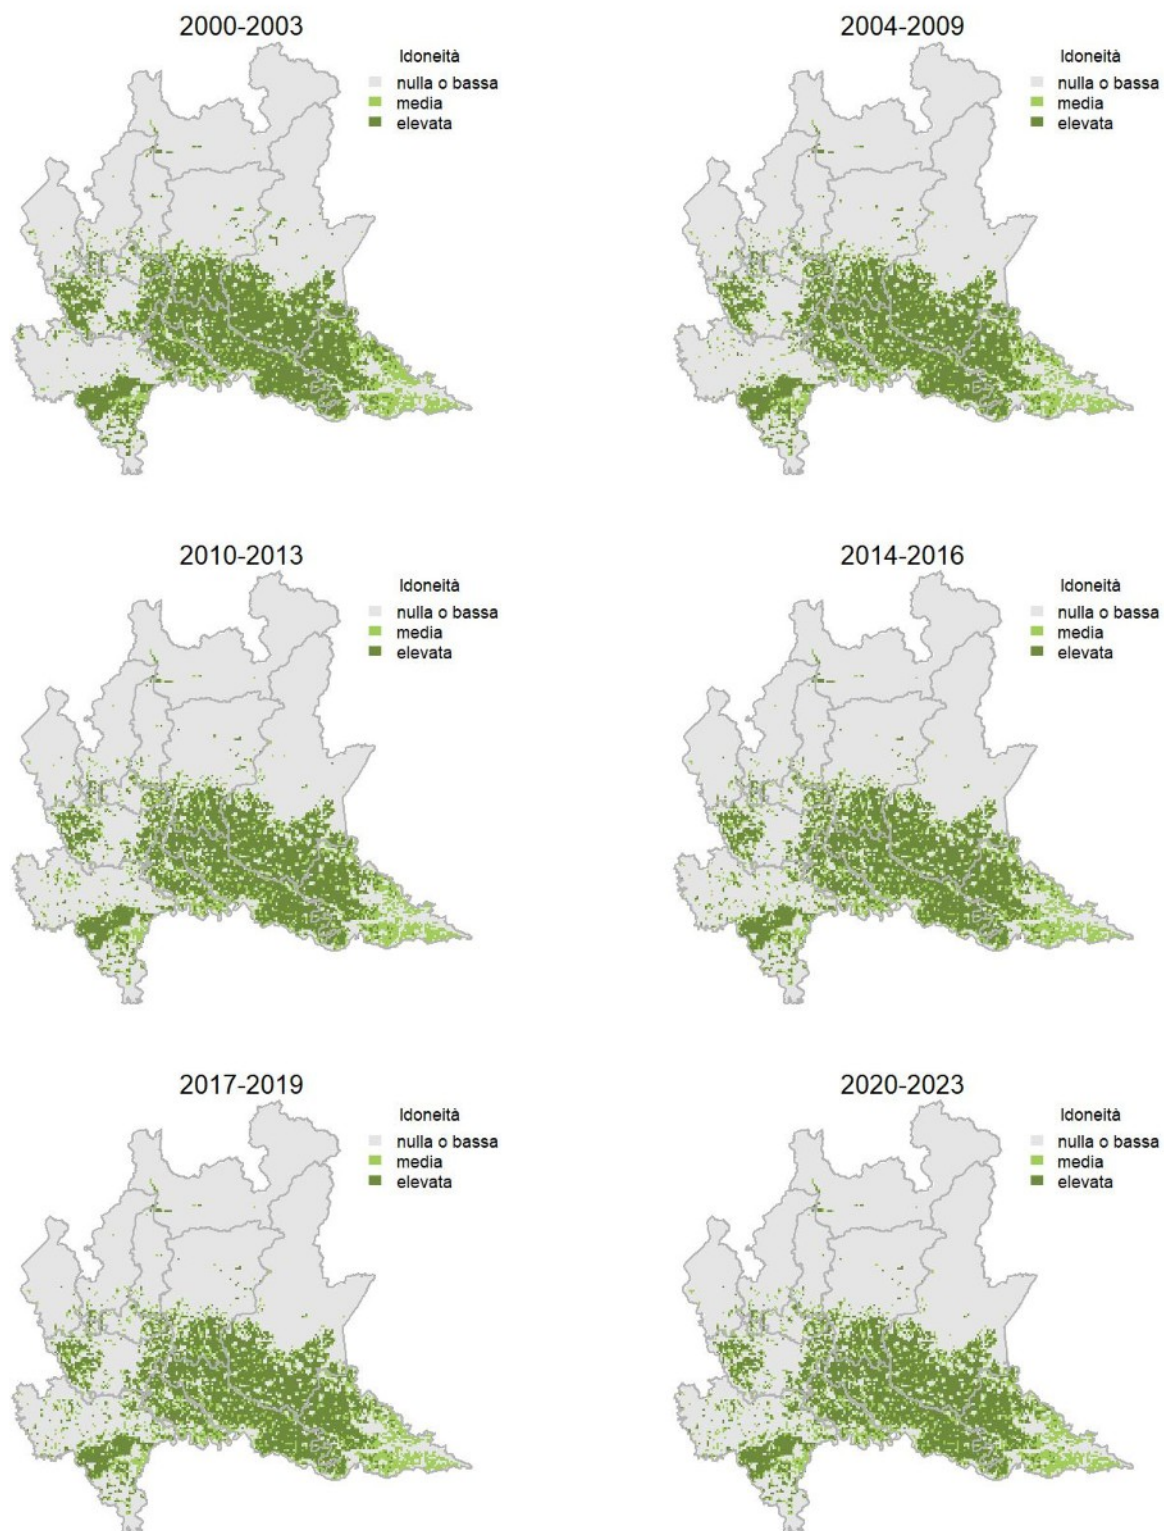 2000-2003
Idoneità
nulla o bassa
media
elevata
2004-2009
Idoneità
nulla o bassa
media
elevata
2010-2013
Idoneità
nulla o bassa
media
elevata
2014-2016
Idoneità
nulla o bassa
media
elevata
2017-2019
Idoneità
nulla o bassa
media
elevata
2020-2023
Idoneità
nulla o bassa
media
elevata